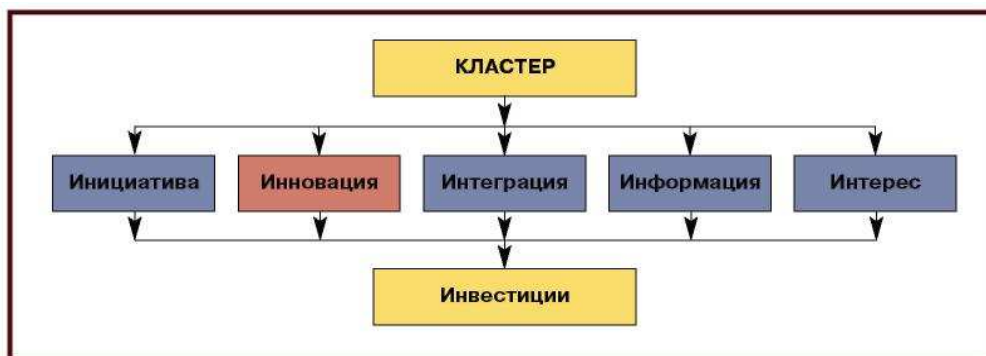 КЛАСТЕР
Инициатива
Инновация
Интеграция
Информация
Интерес
Инвестиции